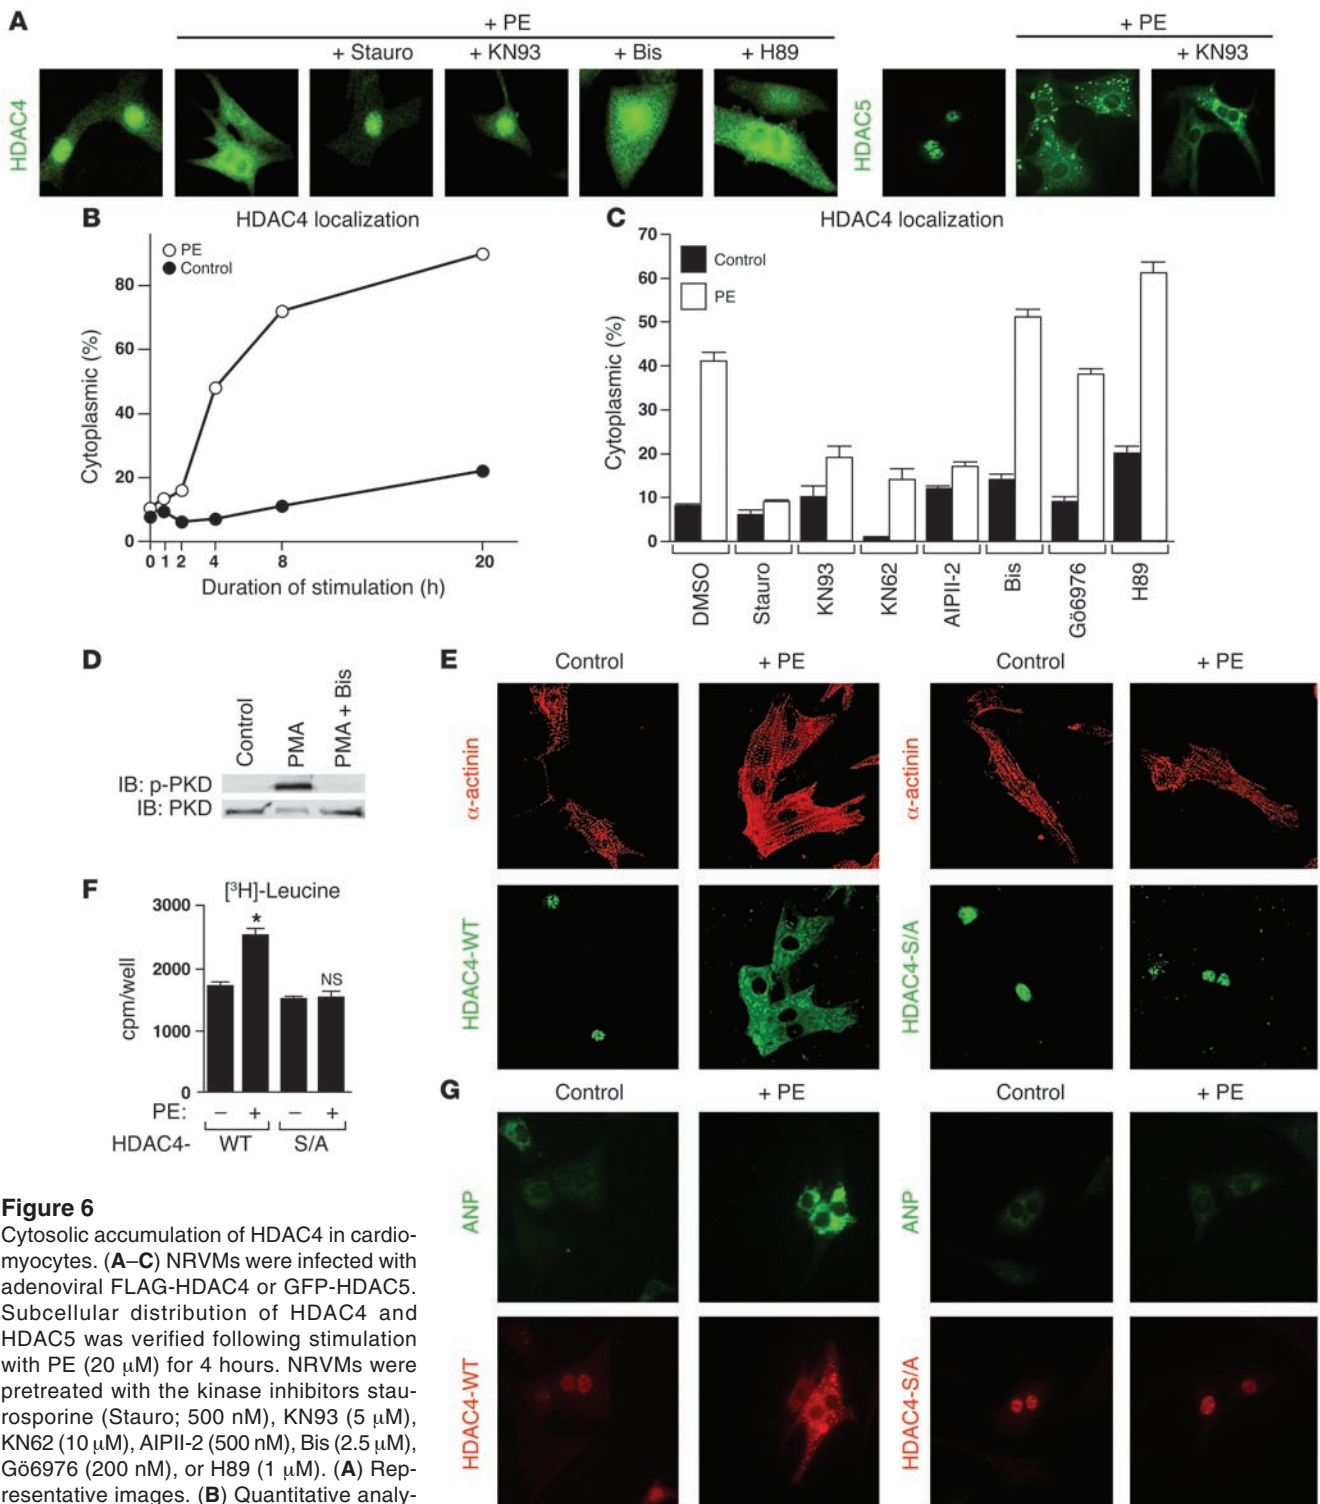 A
+ PE
+ Stauro
+ KN93
+ Bis
+ H89
+ PE
+ KN93
HDAC4
HDAC5
B
HDAC4 localization
PE
Control
80
60
40
20
0
Cytoplasmic (%)
0 1 2 4 8 20
Duration of stimulation (h)
C
HDAC4 localization
70
60
50
40
30
20
10
0
Cytoplasmic (%)
Control
PE
DMSO
Stauro
KN93
KN62
AIPII-2
Bis
Gö6976
H89
D
Control
PMA
PMA + Bis
IB: p-PKD
IB: PKD
E
Control
+ PE
Control
+ PE
α-actinin
α-actinin
HDAC4-WT
HDAC4-S/A
F
[³H]-Leucine
3000
2000
1000
0
cpm/well
*
NS
PE: – + – +
HDAC4- WT S/A
G
Control
+ PE
Control
+ PE
ANP
ANP
HDAC4-WT
HDAC4-S/A
Figure 6
Cytosolic accumulation of HDAC4 in cardio-
myocytes. (A–C) NRVMs were infected with
adenoviral FLAG-HDAC4 or GFP-HDAC5.
Subcellular distribution of HDAC4 and
HDAC5 was verified following stimulation
with PE (20 μM) for 4 hours. NRVMs were
pretreated with the kinase inhibitors stau-
rosporine (Stauro; 500 nM), KN93 (5 μM),
KN62 (10 μM), AIPII-2 (500 nM), Bis (2.5 μM),
Gö6976 (200 nM), or H89 (1 μM). (A) Rep-
resentative images. (B) Quantitative analy-